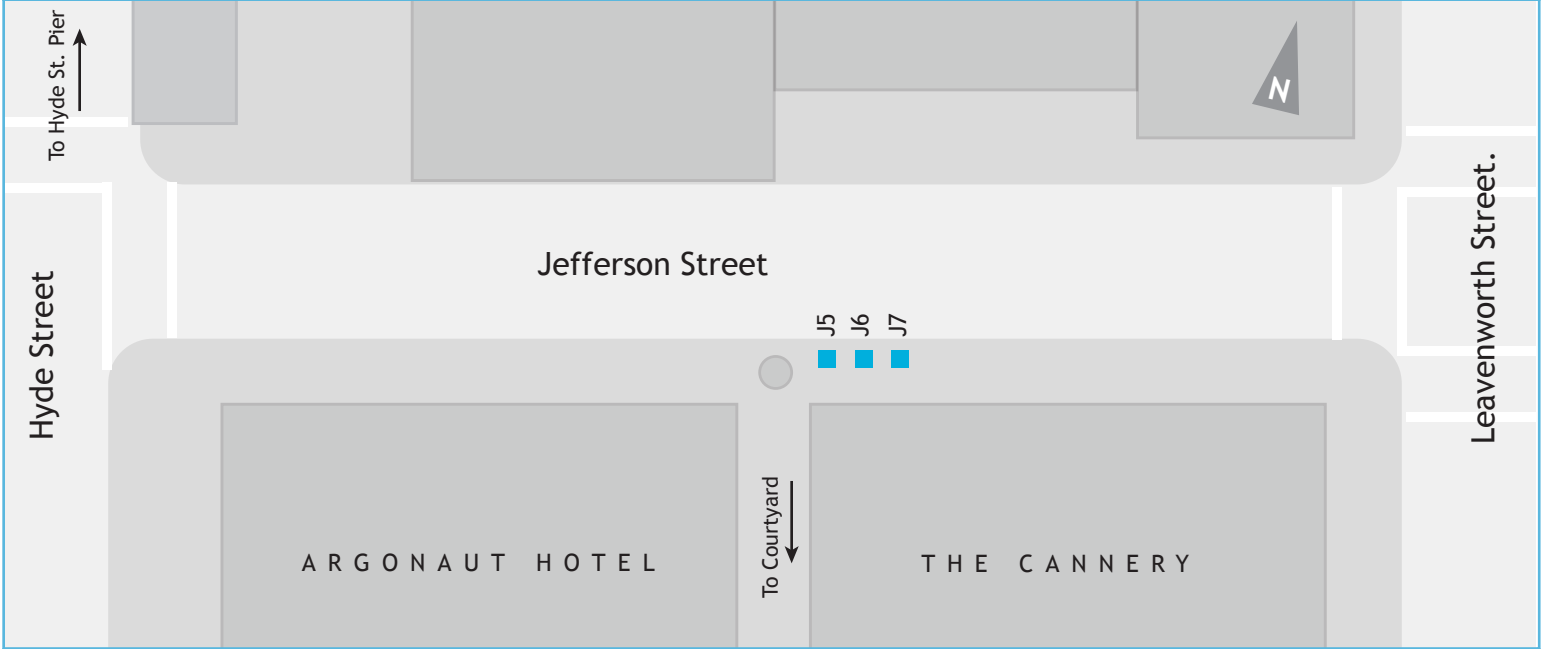 To Hyde St. Pier
N
Jefferson Street
Hyde Street
Leavenworth Street.
J5
J6
J7
To Courtyard
ARGONAUT HOTEL
THE CANNERY